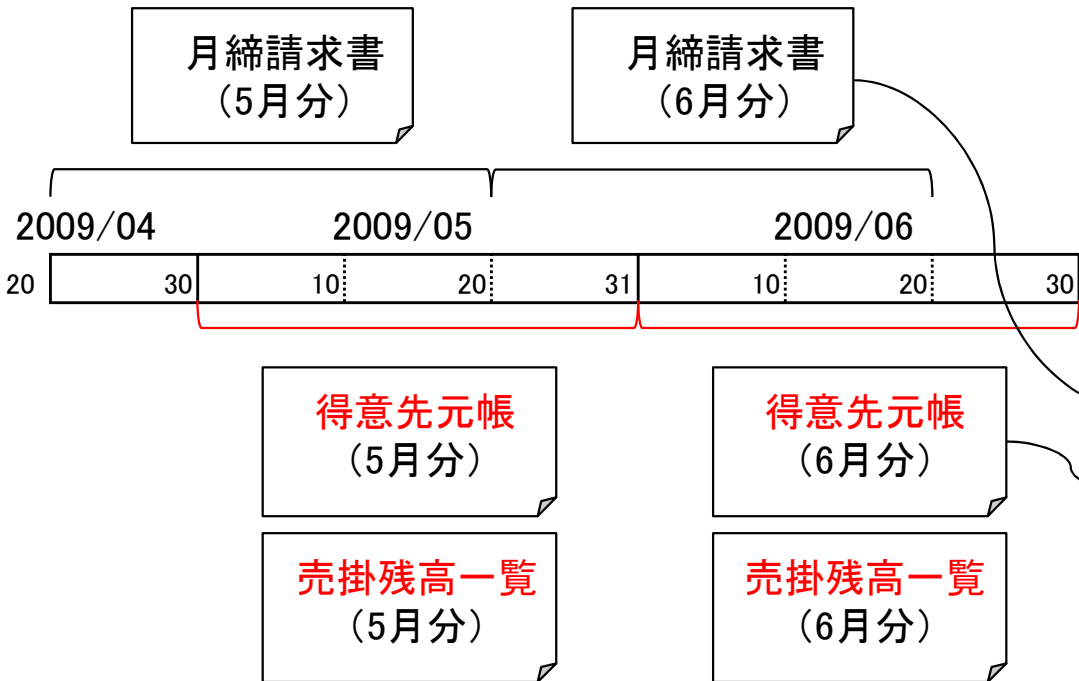 月締請求書
（5月分）
月締請求書
（6月分）
2009/04
2009/05
2009/06
20
30
10
20
31
10
20
30
得意先元帳
（5月分）
得意先元帳
（6月分）
売掛残高一覧
（5月分）
売掛残高一覧
（6月分）